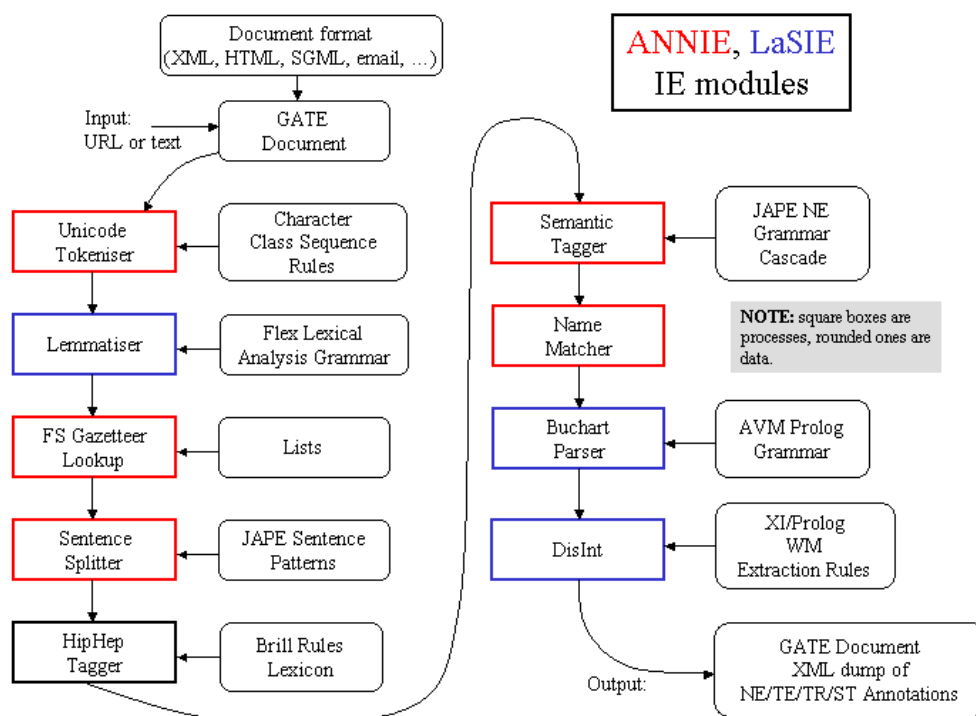 Document format
(XML, HTML, SGML, email, ...)
ANNIE, LaSIE
IE modules
Input:
URL or text
GATE
Document
Unicode
Tokeniser
Character
Class Sequence
Rules
Lemmatiser
Flex Lexical
Analysis Grammar
FS Gazetteer
Lookup
Lists
Sentence
Splitter
JAPE Sentence
Patterns
HipHep
Tagger
Brill Rules
Lexicon
Semantic
Tagger
JAPE NE
Grammar
Cascade
Name
Matcher
NOTE: square boxes are
processes, rounded ones are
data.
Buchart
Parser
AVM Prolog
Grammar
DisInt
XI/Prolog
WM
Extraction Rules
Output:
GATE Document
XML dump of
NE/TE/TR/ST Annotations